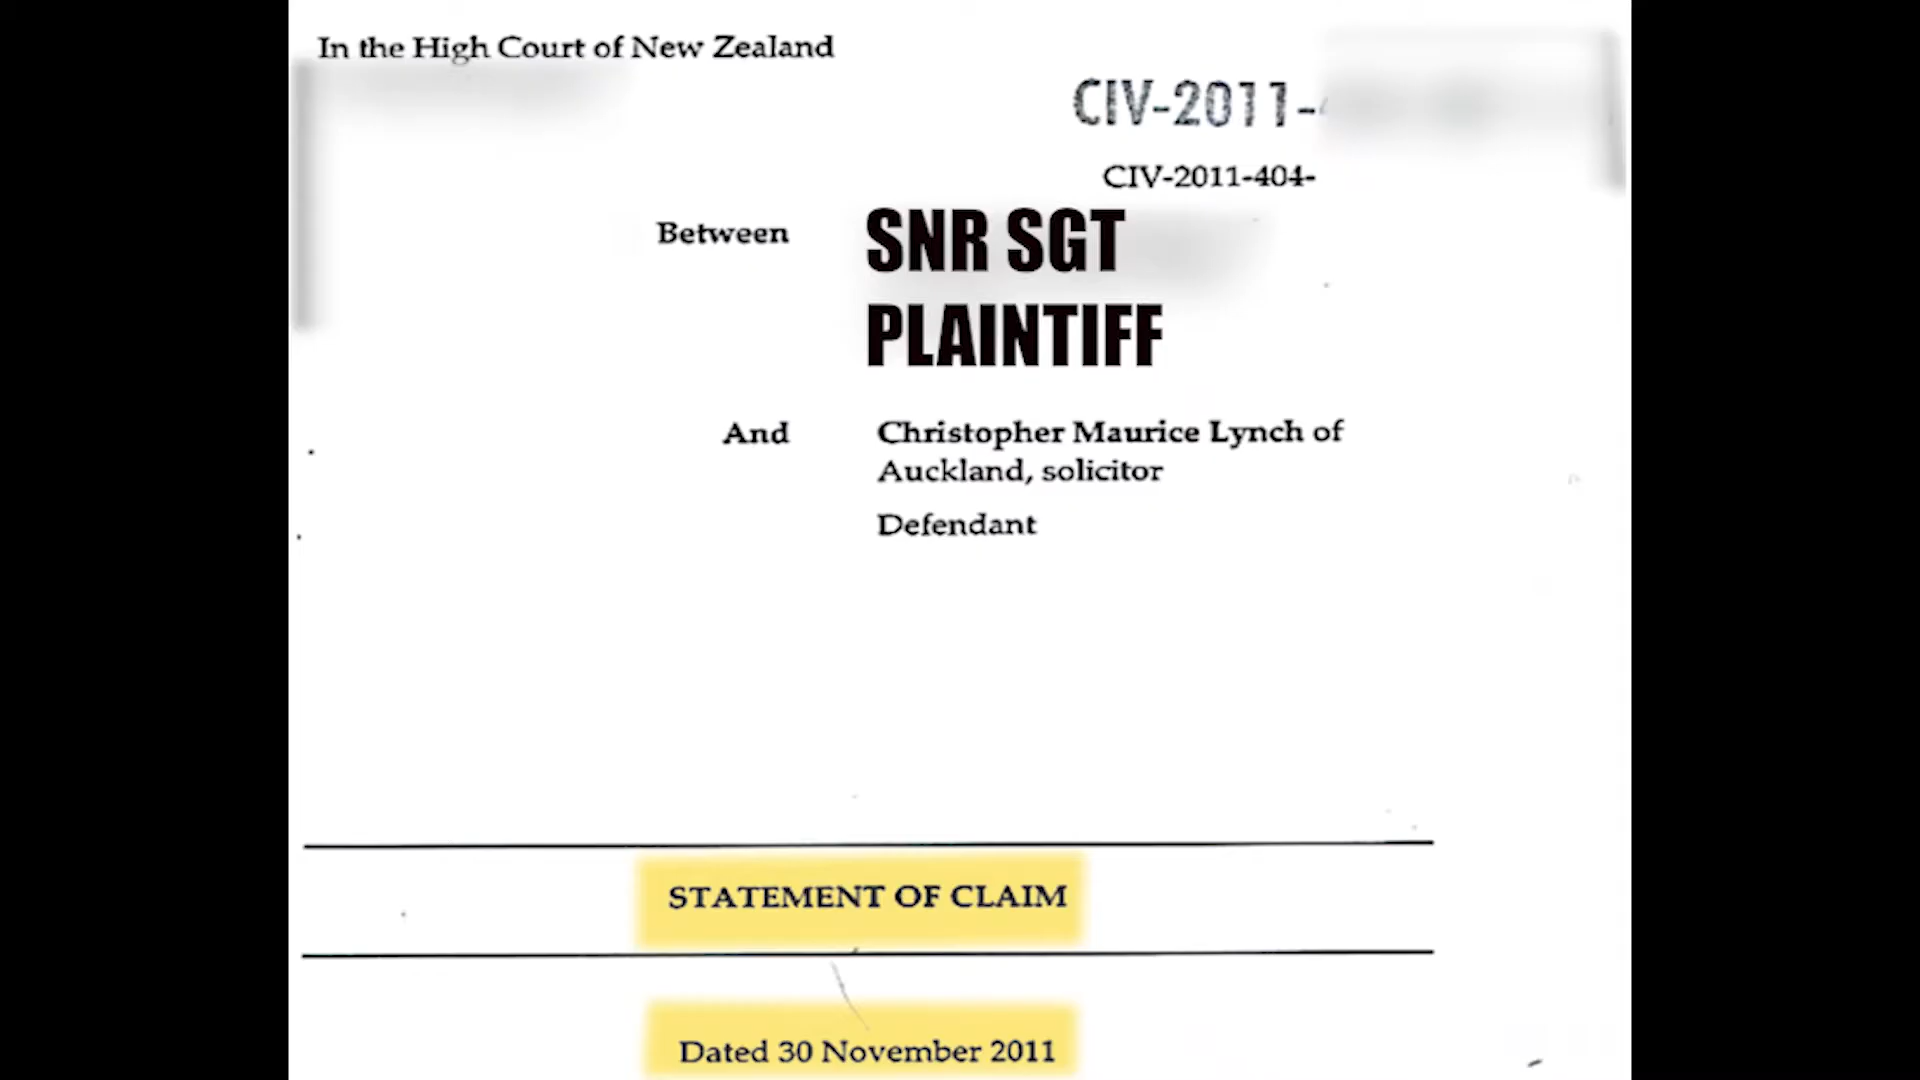 In the High Court of New Zealand
CIV-2011-
CIV-2011-404-
Between
SNR SGT
PLAINTIFF
And
Christopher Maurice Lynch of
Auckland, solicitor
Defendant
STATEMENT OF CLAIM
Dated 30 November 2011